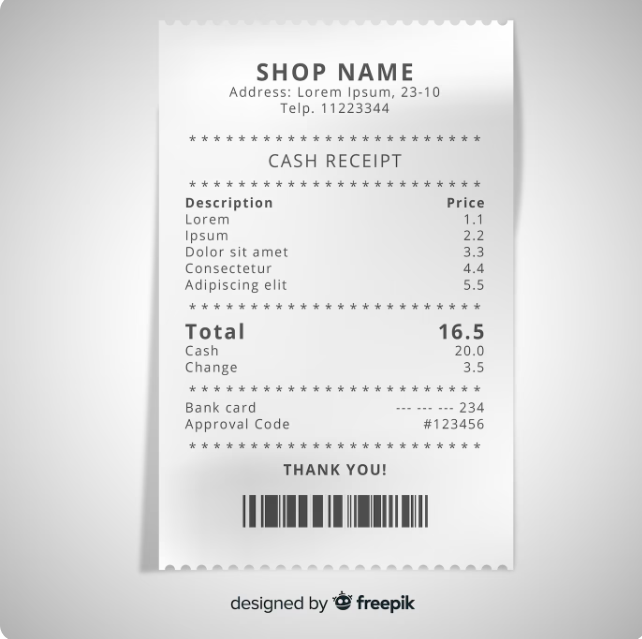 SHOP NAME
Address: Lorem Ipsum, 23-10
Telp. 11223344
* * * * * * * * * * * * * * * * * * * * * * * *
CASH RECEIPT
* * * * * * * * * * * * * * * * * * * * * * * *
Description Price
Lorem 1.1
Ipsum 2.2
Dolor sit amet 3.3
Consectetur 4.4
Adipiscing elit 5.5
* * * * * * * * * * * * * * * * * * * * * * * *
Total 16.5
Cash 20.0
Change 3.5
* * * * * * * * * * * * * * * * * * * * * * * *
Bank card --- --- --- 234
Approval Code #123456
* * * * * * * * * * * * * * * * * * * * * * * *
THANK YOU!
designed by freepik